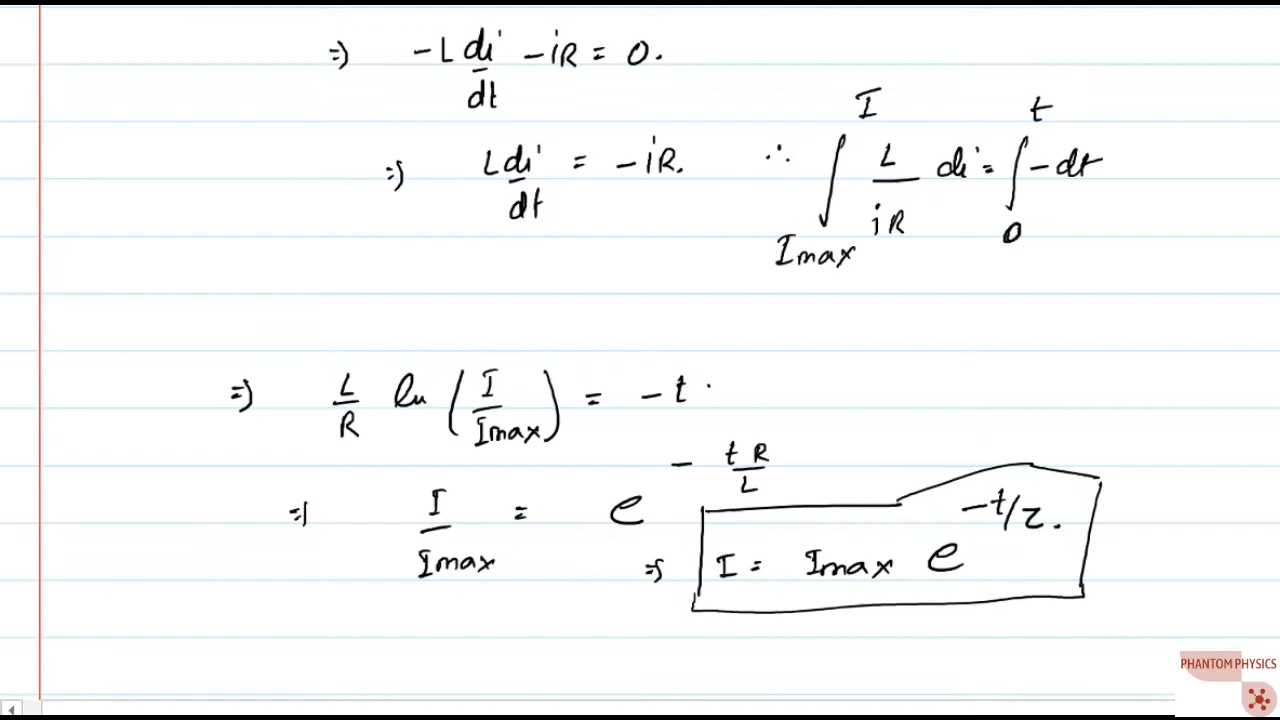 ⇒ -L di/dt - iR = 0.
⇒ L di/dt = -iR. ∴ ∫_{Imax}^{I} L/iR di = ∫_{0}^{t} -dt
⇒ L/R ln (I/Imax) = -t.
⇒ I/Imax = e^{-tR/L}
⇒ I = Imax e^{-t/τ}.
PHANTOM PHYSICS